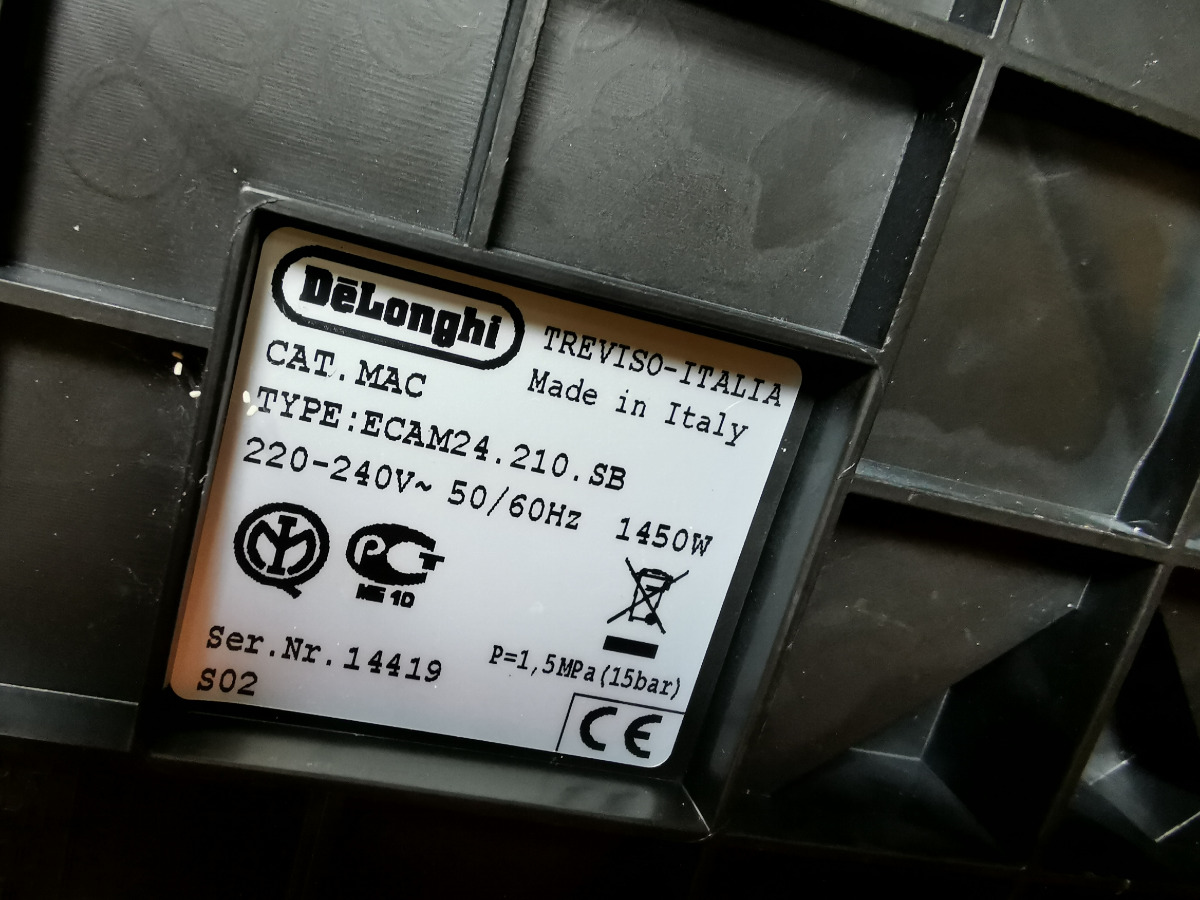 DēLonghi
TREVISO-ITALIA
Made in Italy
CAT.MAC
TYPE:ECAM24.210.SB
220-240V~ 50/60Hz 1450W
PCT
ME 10
Ser.Nr.14419
S02
P=1,5MPa(15bar)
CE